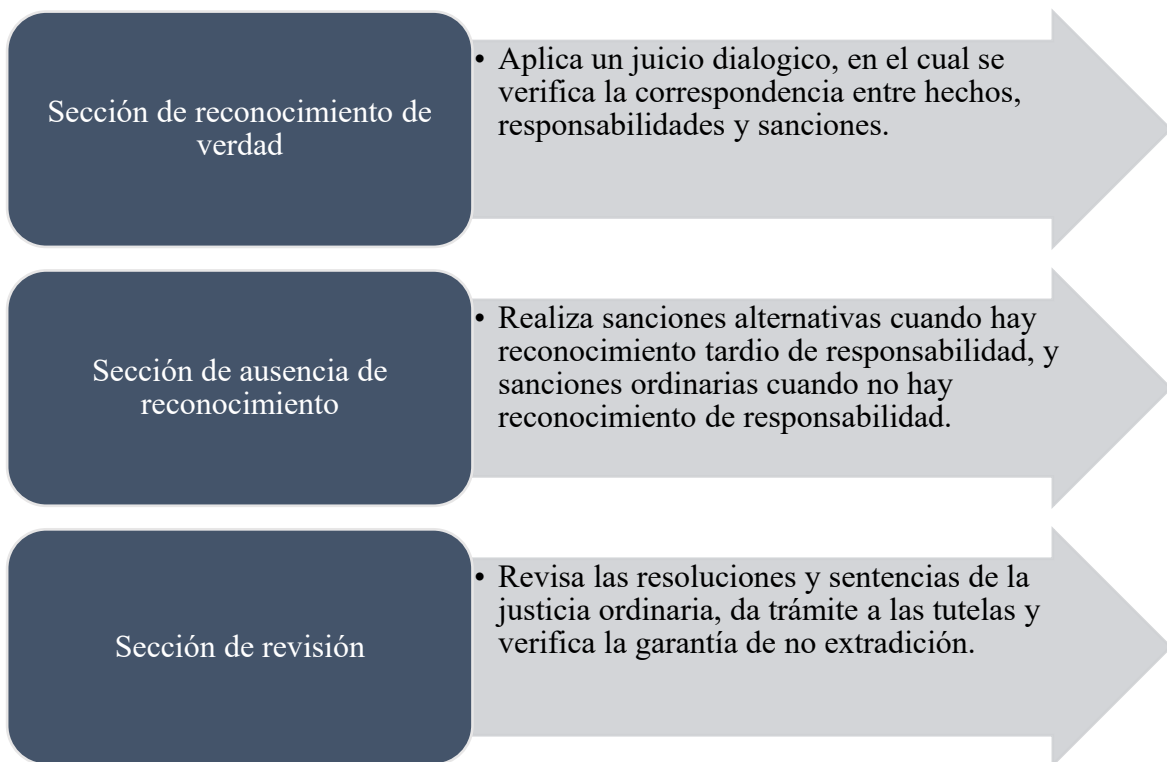 Sección de reconocimiento de
verdad
• Aplica un juicio dialogico, en el cual se
verifica la correspondencia entre hechos,
responsabilidades y sanciones.
Sección de ausencia de
reconocimiento
• Realiza sanciones alternativas cuando hay
reconocimiento tardio de responsabilidad, y
sanciones ordinarias cuando no hay
reconocimiento de responsabilidad.
Sección de revisión
• Revisa las resoluciones y sentencias de la
justicia ordinaria, da trámite a las tutelas y
verifica la garantía de no extradición.